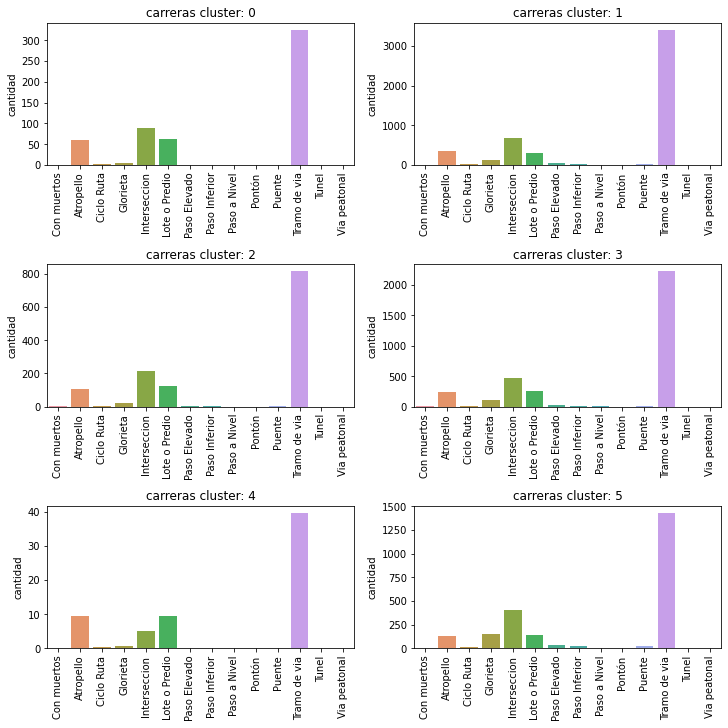 carreras cluster: 0
cantidad
350
300
250
200
150
100
50
0
Con muertos
Atropello
Ciclo Ruta
Glorieta
Interseccion
Lote o Predio
Paso Elevado
Paso Inferior
Paso a Nivel
Pontón
Puente
Tramo de via
Tunel
Via peatonal
carreras cluster: 1
cantidad
3000
2000
1000
0
Con muertos
Atropello
Ciclo Ruta
Glorieta
Interseccion
Lote o Predio
Paso Elevado
Paso Inferior
Paso a Nivel
Pontón
Puente
Tramo de via
Tunel
Via peatonal
carreras cluster: 2
cantidad
800
600
400
200
0
Con muertos
Atropello
Ciclo Ruta
Glorieta
Interseccion
Lote o Predio
Paso Elevado
Paso Inferior
Paso a Nivel
Pontón
Puente
Tramo de via
Tunel
Via peatonal
carreras cluster: 3
cantidad
2000
1500
1000
500
0
Con muertos
Atropello
Ciclo Ruta
Glorieta
Interseccion
Lote o Predio
Paso Elevado
Paso Inferior
Paso a Nivel
Pontón
Puente
Tramo de via
Tunel
Via peatonal
carreras cluster: 4
cantidad
40
30
20
10
0
Con muertos
Atropello
Ciclo Ruta
Glorieta
Interseccion
Lote o Predio
Paso Elevado
Paso Inferior
Paso a Nivel
Pontón
Puente
Tramo de via
Tunel
Via peatonal
carreras cluster: 5
cantidad
1500
1250
1000
750
500
250
0
Con muertos
Atropello
Ciclo Ruta
Glorieta
Interseccion
Lote o Predio
Paso Elevado
Paso Inferior
Paso a Nivel
Pontón
Puente
Tramo de via
Tunel
Via peatonal